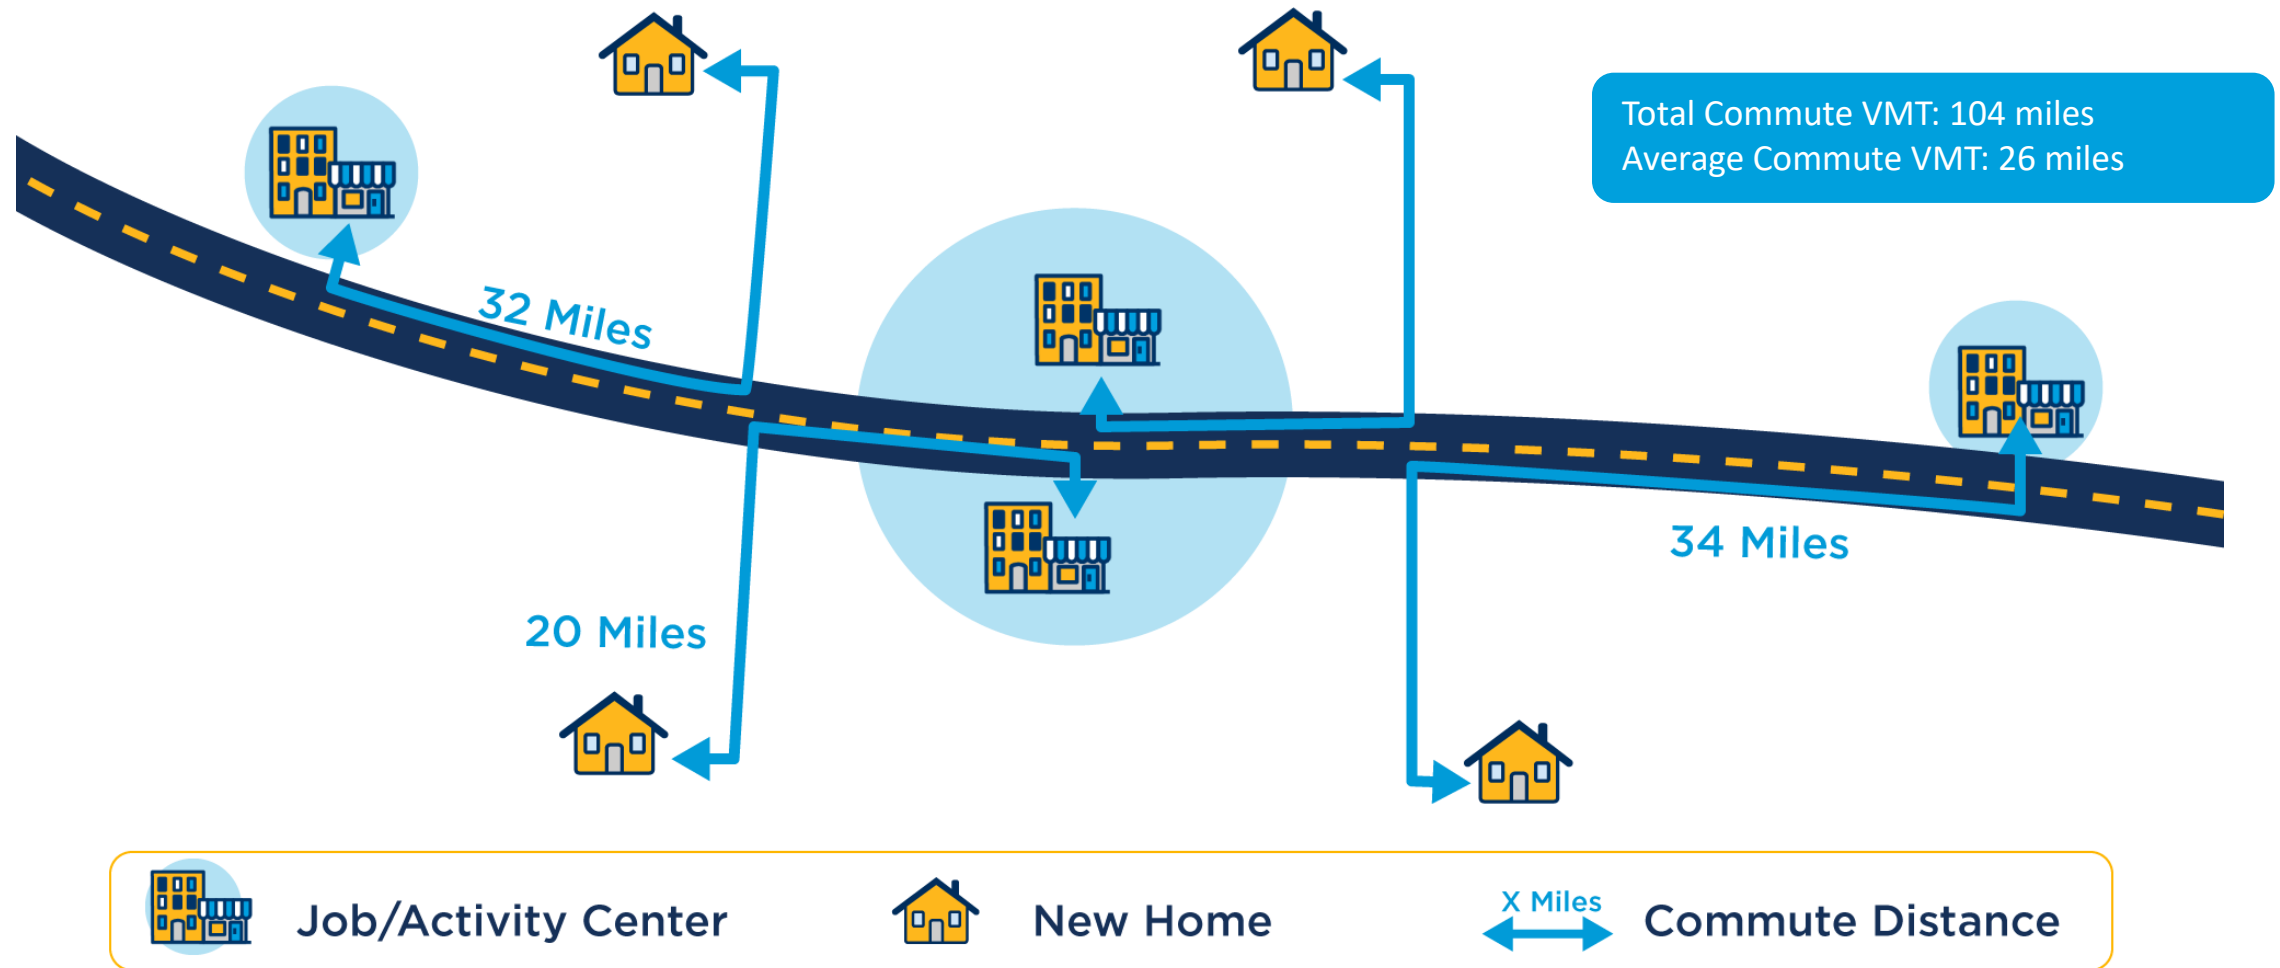 Total Commute VMT: 104 miles
Average Commute VMT: 26 miles
32 Miles
34 Miles
20 Miles
Job/Activity Center
New Home
X Miles
Commute Distance